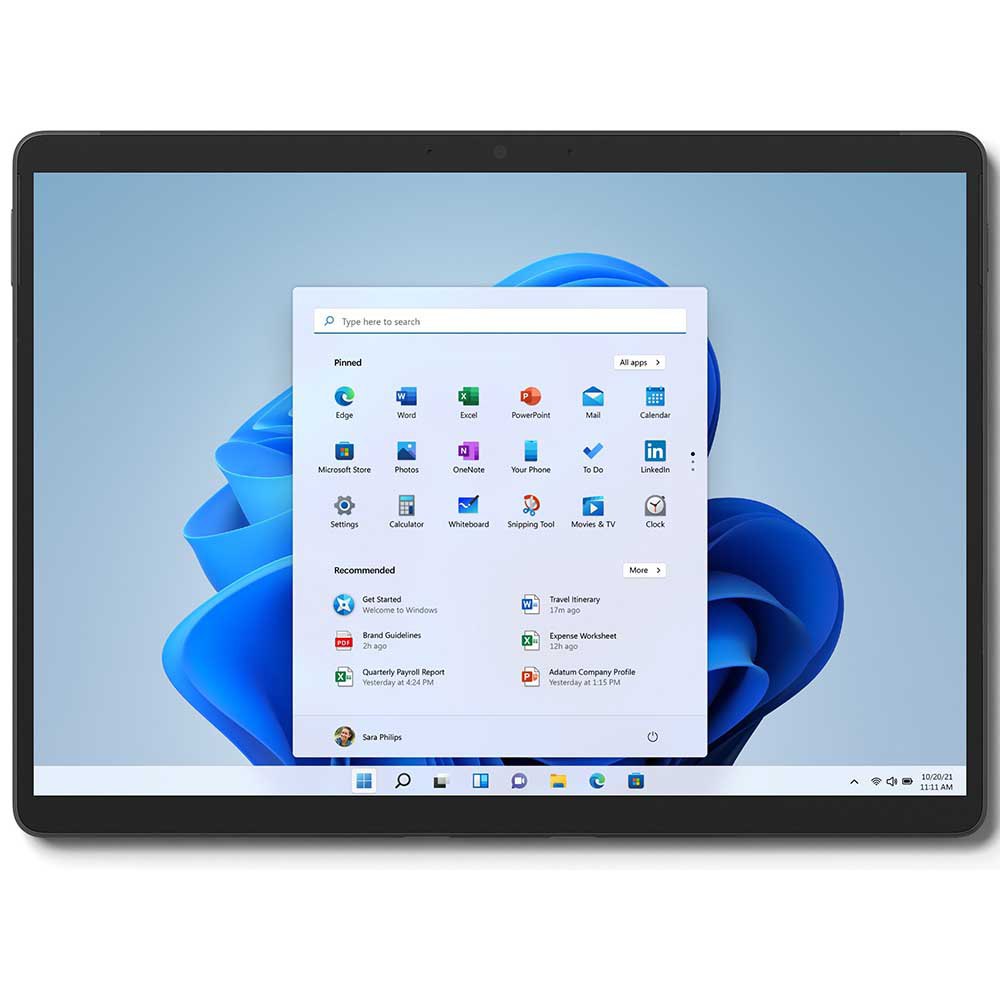 Type here to search
Pinned
All apps >
Edge
Word
Excel
PowerPoint
Mail
Calendar
Microsoft Store
Photos
OneNote
Your Phone
To Do
LinkedIn
Settings
Calculator
Whiteboard
Snipping Tool
Movies & TV
Clock
Recommended
More >
Get Started
Welcome to Windows
Travel Itinerary
17m ago
Brand Guidelines
2h ago
Expense Worksheet
12h ago
Quarterly Payroll Report
Yesterday at 4:24 PM
Adatum Company Profile
Yesterday at 1:15 PM
Sara Philips
10/20/21
11:11 AM
W
X
P
N
in
PDF
W
X
X
P